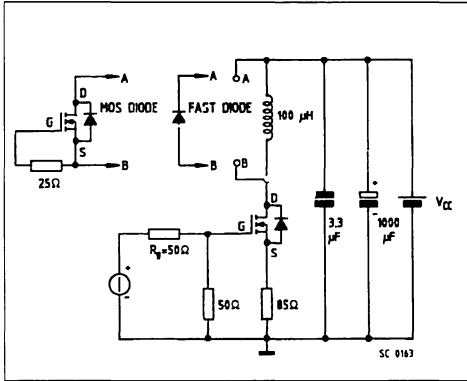 A
A
A
D
MOS DIODE
FAST DIODE
G
100 µH
S
B
B
B
25Ω
D
G
3.3
µF
+
-
1000
µF
VCC
S
Rg=50Ω
+
-
50Ω
85Ω
SC 0163